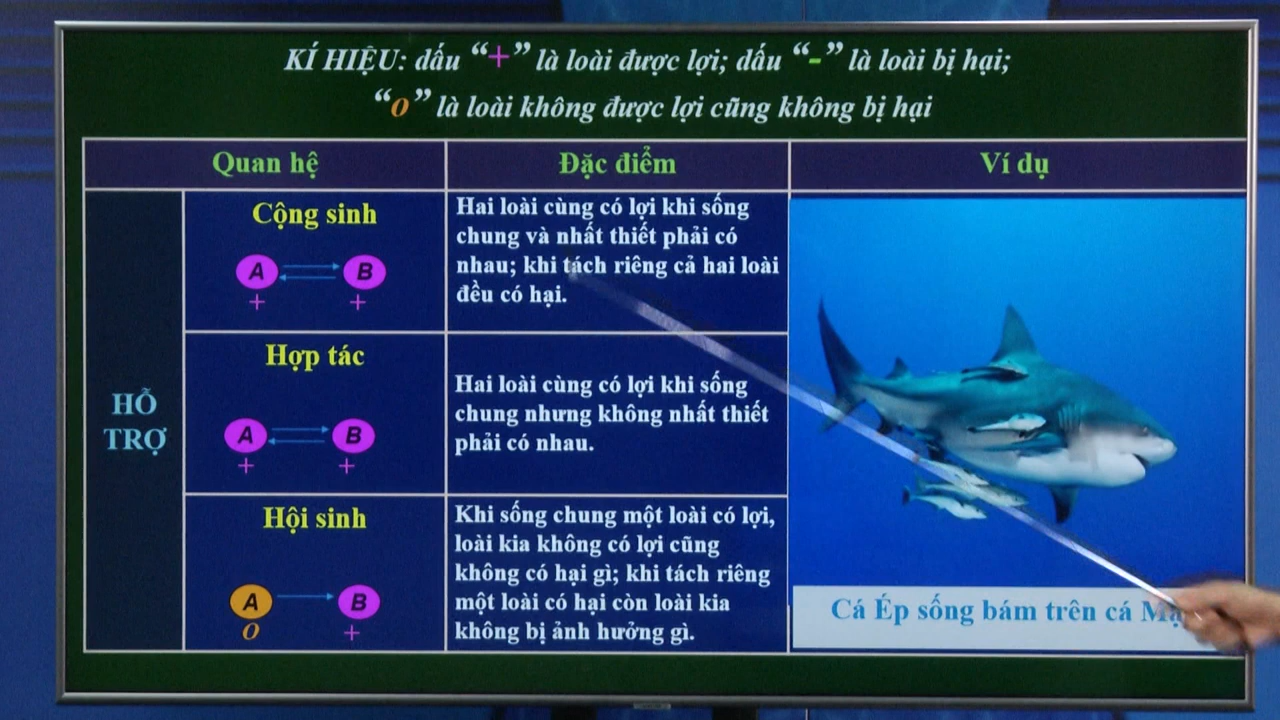 KÍ HIỆU: dấu “+” là loài được lợi; dấu “-” là loài bị hại;
“o” là loài không được lợi cũng không bị hại
Quan hệ
Đặc điểm
Ví dụ
HỖ
TRỢ
Cộng sinh
A
B
+
+
Hai loài cùng có lợi khi sống
chung và nhất thiết phải có
nhau; khi tách riêng cả hai loài
đều có hại.
Hợp tác
A
B
+
+
Hai loài cùng có lợi khi sống
chung nhưng không nhất thiết
phải có nhau.
Hội sinh
A
B
O
+
Khi sống chung một loài có lợi,
loài kia không có lợi cũng
không có hại gì; khi tách riêng
một loài có hại còn loài kia
không bị ảnh hưởng gì.
Cá Ép sống bám trên cá